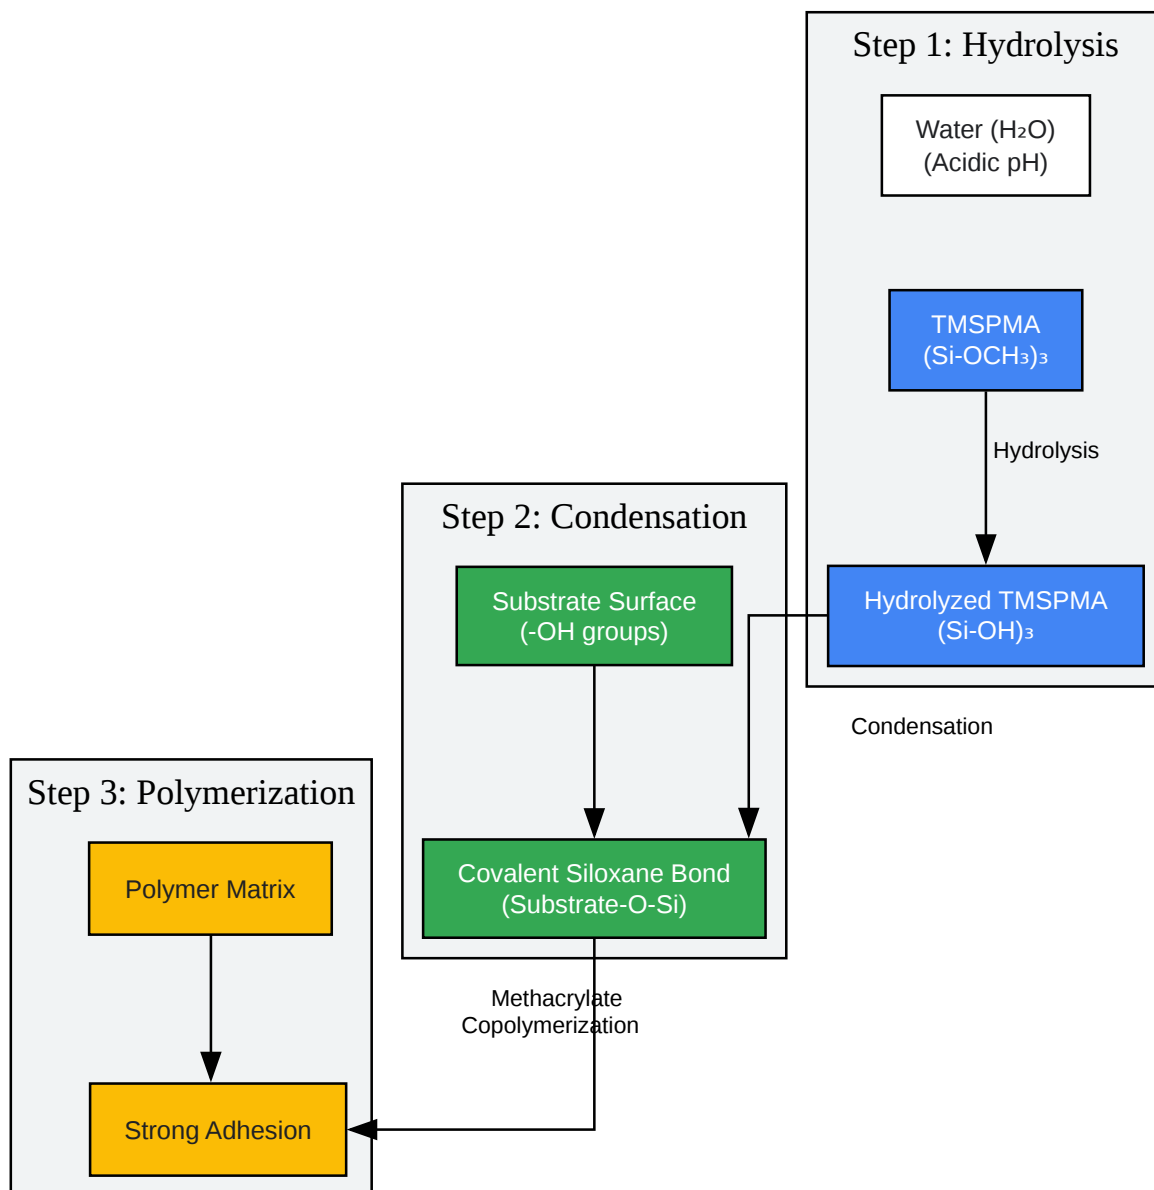 Step 1: Hydrolysis
Water (H₂O)
(Acidic pH)
TMSPMA
(Si-OCH₃)₃
Hydrolysis
Hydrolyzed TMSPMA
(Si-OH)₃
Condensation
Step 2: Condensation
Substrate Surface
(-OH groups)
Covalent Siloxane Bond
(Substrate-O-Si)
Methacrylate
Copolymerization
Step 3: Polymerization
Polymer Matrix
Strong Adhesion